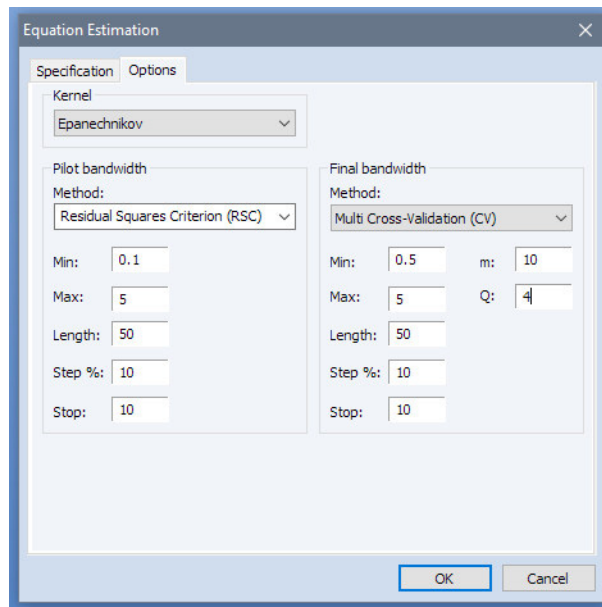 Equation Estimation
Specification Options
Kernel
Epanechnikov
Pilot bandwidth
Method:
Residual Squares Criterion (RSC)
Min: 0.1
Max: 5
Length: 50
Step %: 10
Stop: 10
Final bandwidth
Method:
Multi Cross-Validation (CV)
Min: 0.5 m: 10
Max: 5 Q: 4
Length: 50
Step %: 10
Stop: 10
OK Cancel